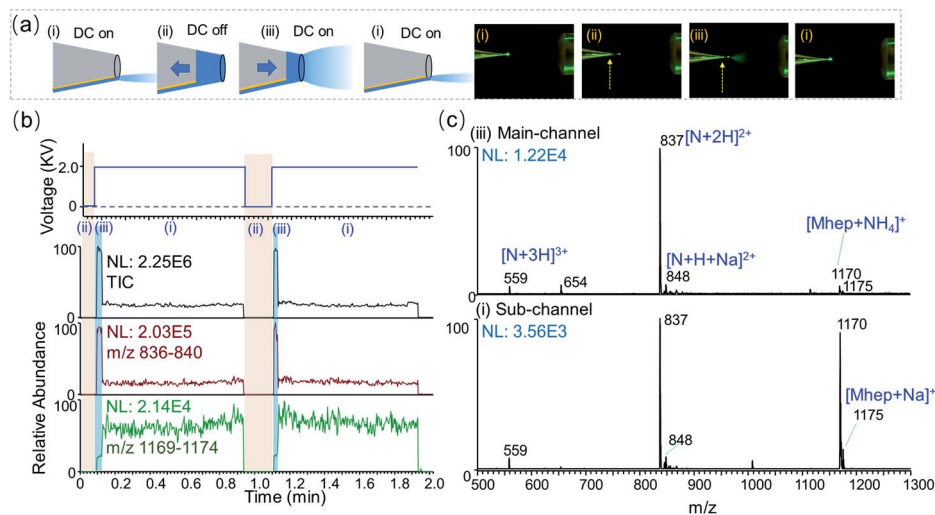 (a)
(i) DC on
(ii) DC off
(iii) DC on
(i) DC on
(i)
(ii)
(iii)
(i)
(b)
Voltage (KV)
2.0
0
(ii) (iii) (i) (ii) (iii) (i)
Relative Abundance
100
NL: 2.25E6
TIC
0
100
NL: 2.03E5
m/z 836-840
0
100
NL: 2.14E4
m/z 1169-1174
0
0 0.2 0.4 0.6 0.8 1.0 1.2 1.4 1.6 1.8 2.0
Time (min)
(c)
(iii) Main-channel
100
NL: 1.22E4
837 [N+2H]2+
[N+3H]3+
559
654
[N+H+Na]2+
848
[Mhep+NH4]+
1170
1175
0
(i) Sub-channel
100
NL: 3.56E3
837
1170
[Mhep+Na]+
1175
559
848
0
500 600 700 800 900 1000 1100 1200 1300
m/z